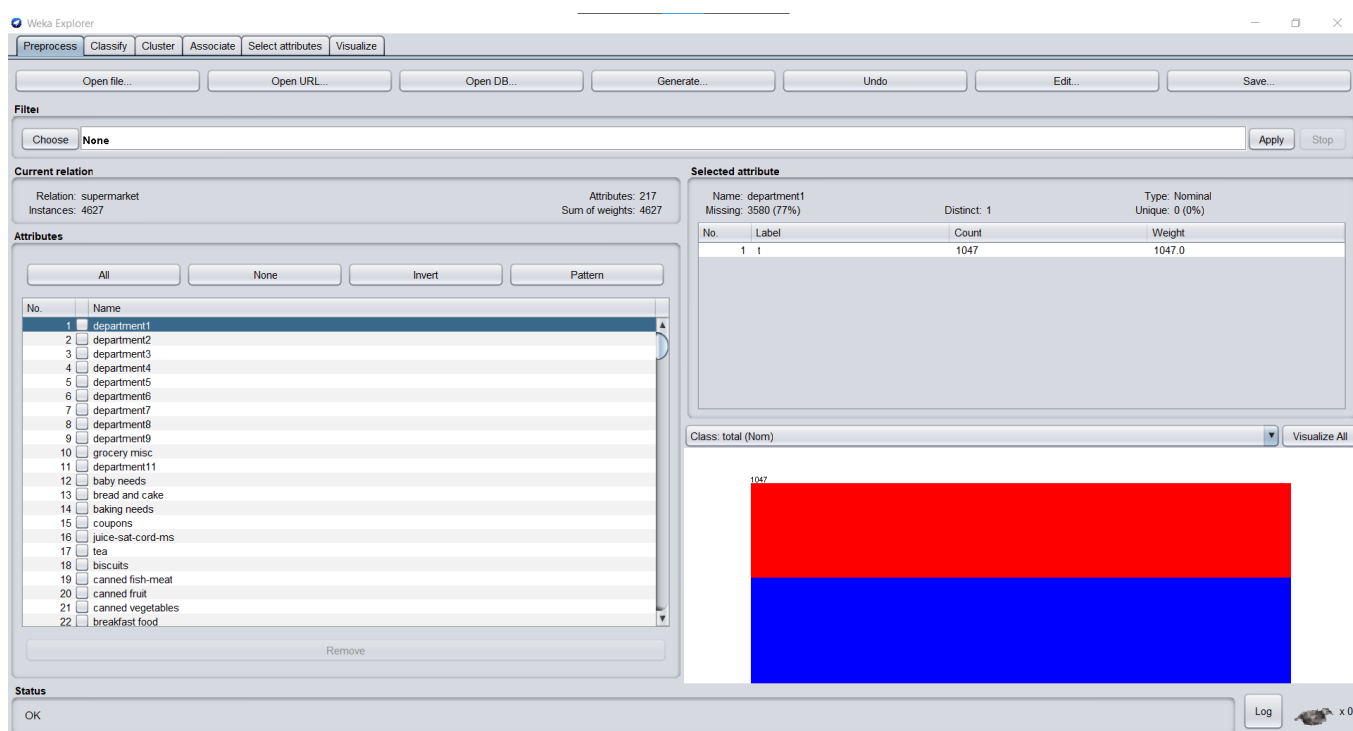 Weka Explorer
Preprocess Classify Cluster Associate Select attributes Visualize
Open file... Open URL... Open DB... Generate... Undo Edit... Save...
Filter
Choose None Apply Stop
Current relation
Relation: supermarket Attributes: 217
Instances: 4627 Sum of weights: 4627
Attributes
All None Invert Pattern
No. Name
1 department1
2 department2
3 department3
4 department4
5 department5
6 department6
7 department7
8 department8
9 department9
10 grocery misc
11 department11
12 baby needs
13 bread and cake
14 baking needs
15 coupons
16 juice-sat-cord-ms
17 tea
18 biscuits
19 canned fish-meat
20 canned fruit
21 canned vegetables
22 breakfast food
Remove
Selected attribute
Name: department1 Type: Nominal
Missing: 3580 (77%) Distinct: 1 Unique: 0 (0%)
No. Label Count Weight
1 t 1047 1047.0
Class: total (Nom) Visualize All
1047
Status
OK
Log x 0